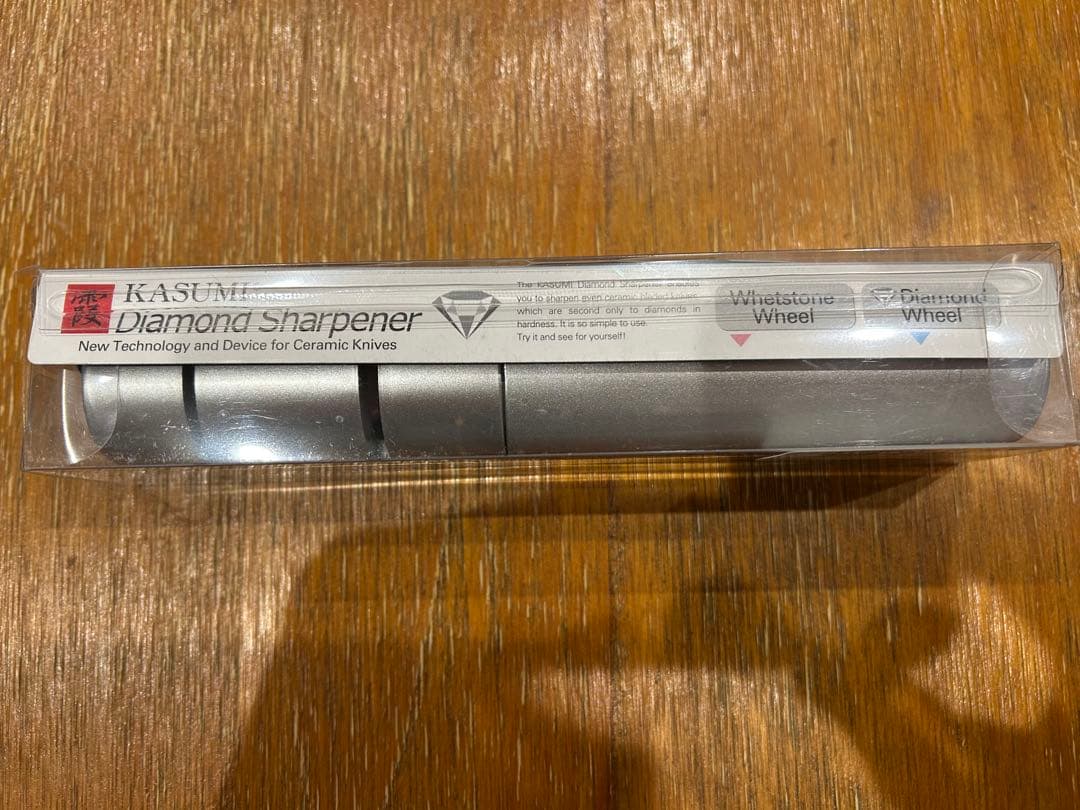 霞
KASUMI
Diamond Sharpener
New Technology and Device for Ceramic Knives
The KASUMI Diamond Sharpener enables
you to sharpen even ceramic bladed knives
which are second only to diamonds in
hardness. It is so simple to use.
Try it and see for yourself!
Whetstone
Wheel
Diamond
Wheel